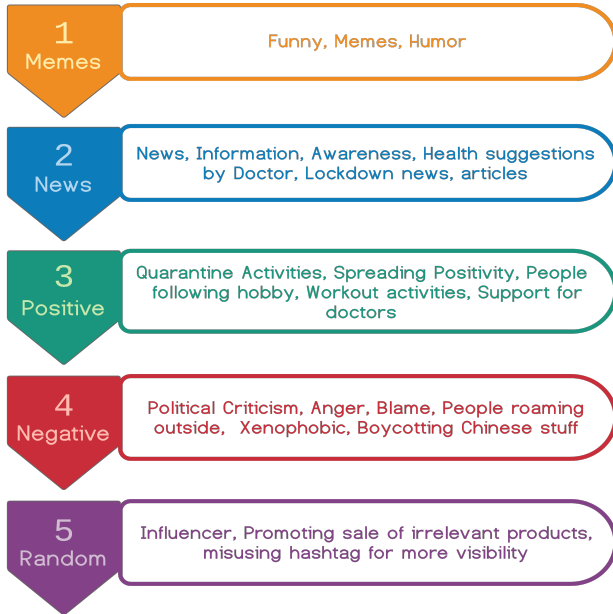 1
Memes
Funny, Memes, Humor
2
News
News, Information, Awareness, Health suggestions
by Doctor, Lockdown news, articles
3
Positive
Quarantine Activities, Spreading Positivity, People
following hobby, Workout activities, Support for
doctors
4
Negative
Political Criticism, Anger, Blame, People roaming
outside, Xenophobic, Boycotting Chinese stuff
5
Random
Influencer, Promoting sale of irrelevant products,
misusing hashtag for more visibility